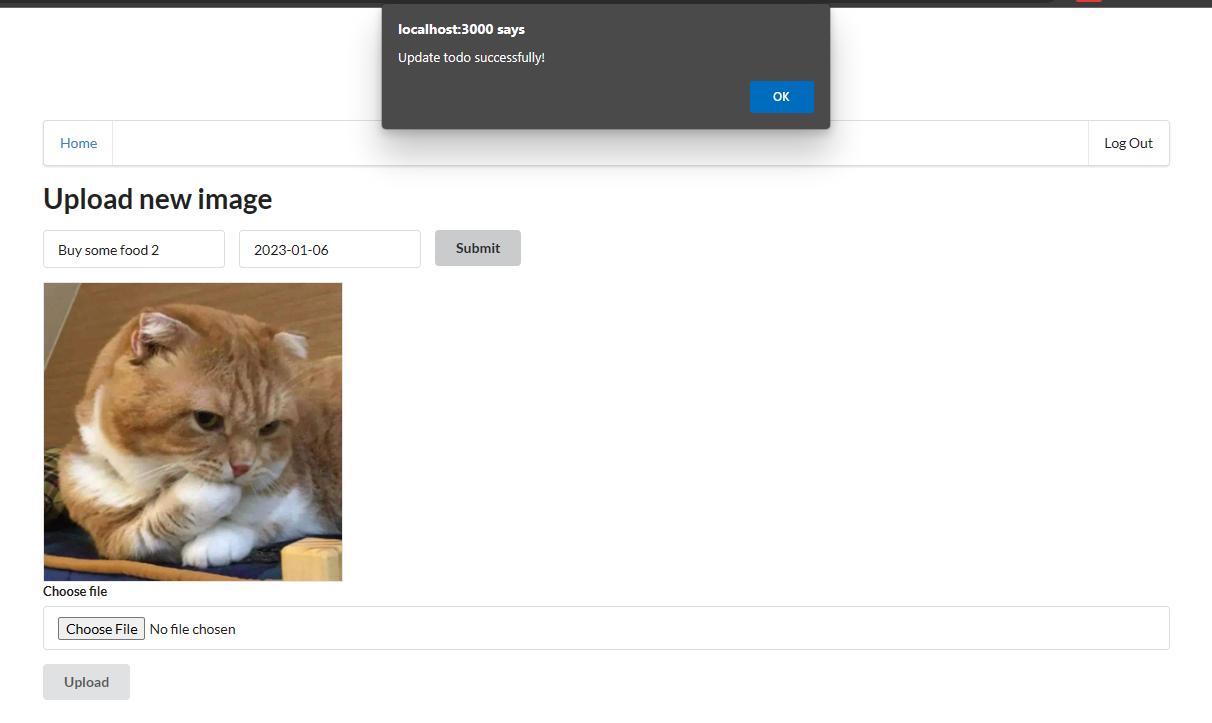 localhost:3000 says
Update todo successfully!
OK
Home
Log Out
Upload new image
Buy some food 2
2023-01-06
Submit
Choose file
Choose File No file chosen
Upload